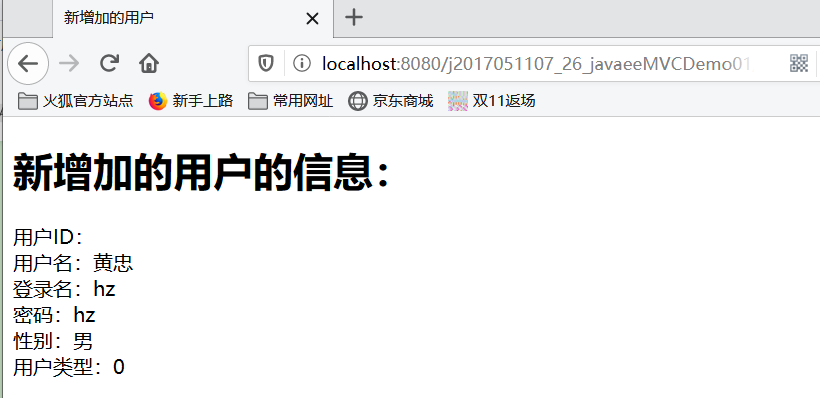 新增加的用户
localhost:8080/j2017051107_26_javaeeMVCDemo01
火狐官方站点 新手上路 常用网址 京东商城 双11返场
新增加的用户的信息：
用户ID：
用户名：黄忠
登录名：hz
密码：hz
性别：男
用户类型：0